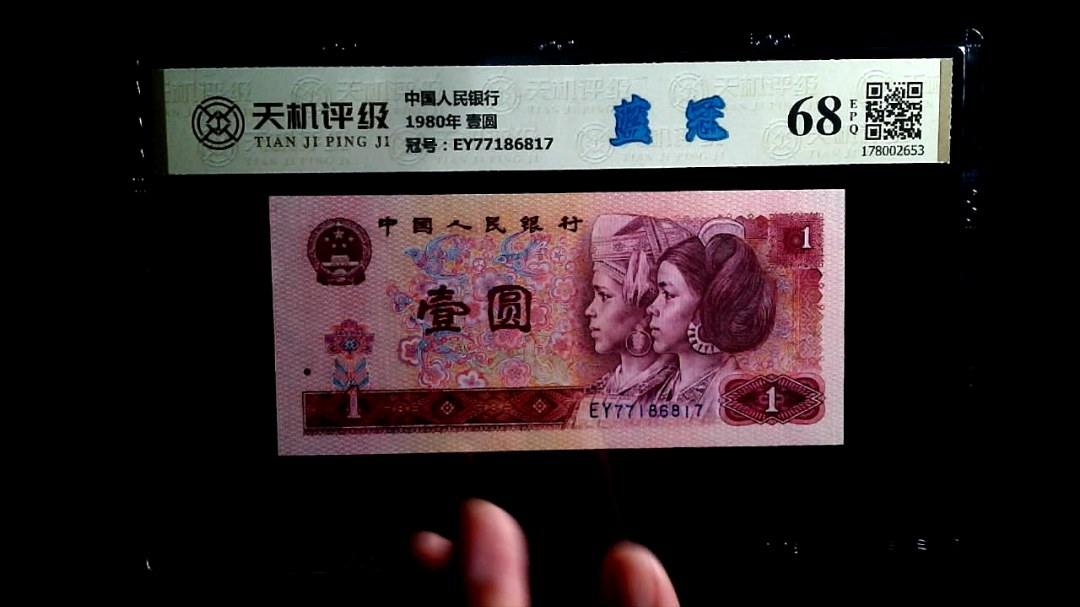 天机评级
TIAN JI PING JI
中国人民银行
1980年 壹圆
冠号：EY77186817
蓝冠
68
EPQ
178002653
中国人民银行
1
壹圆
1
EY77186817
1